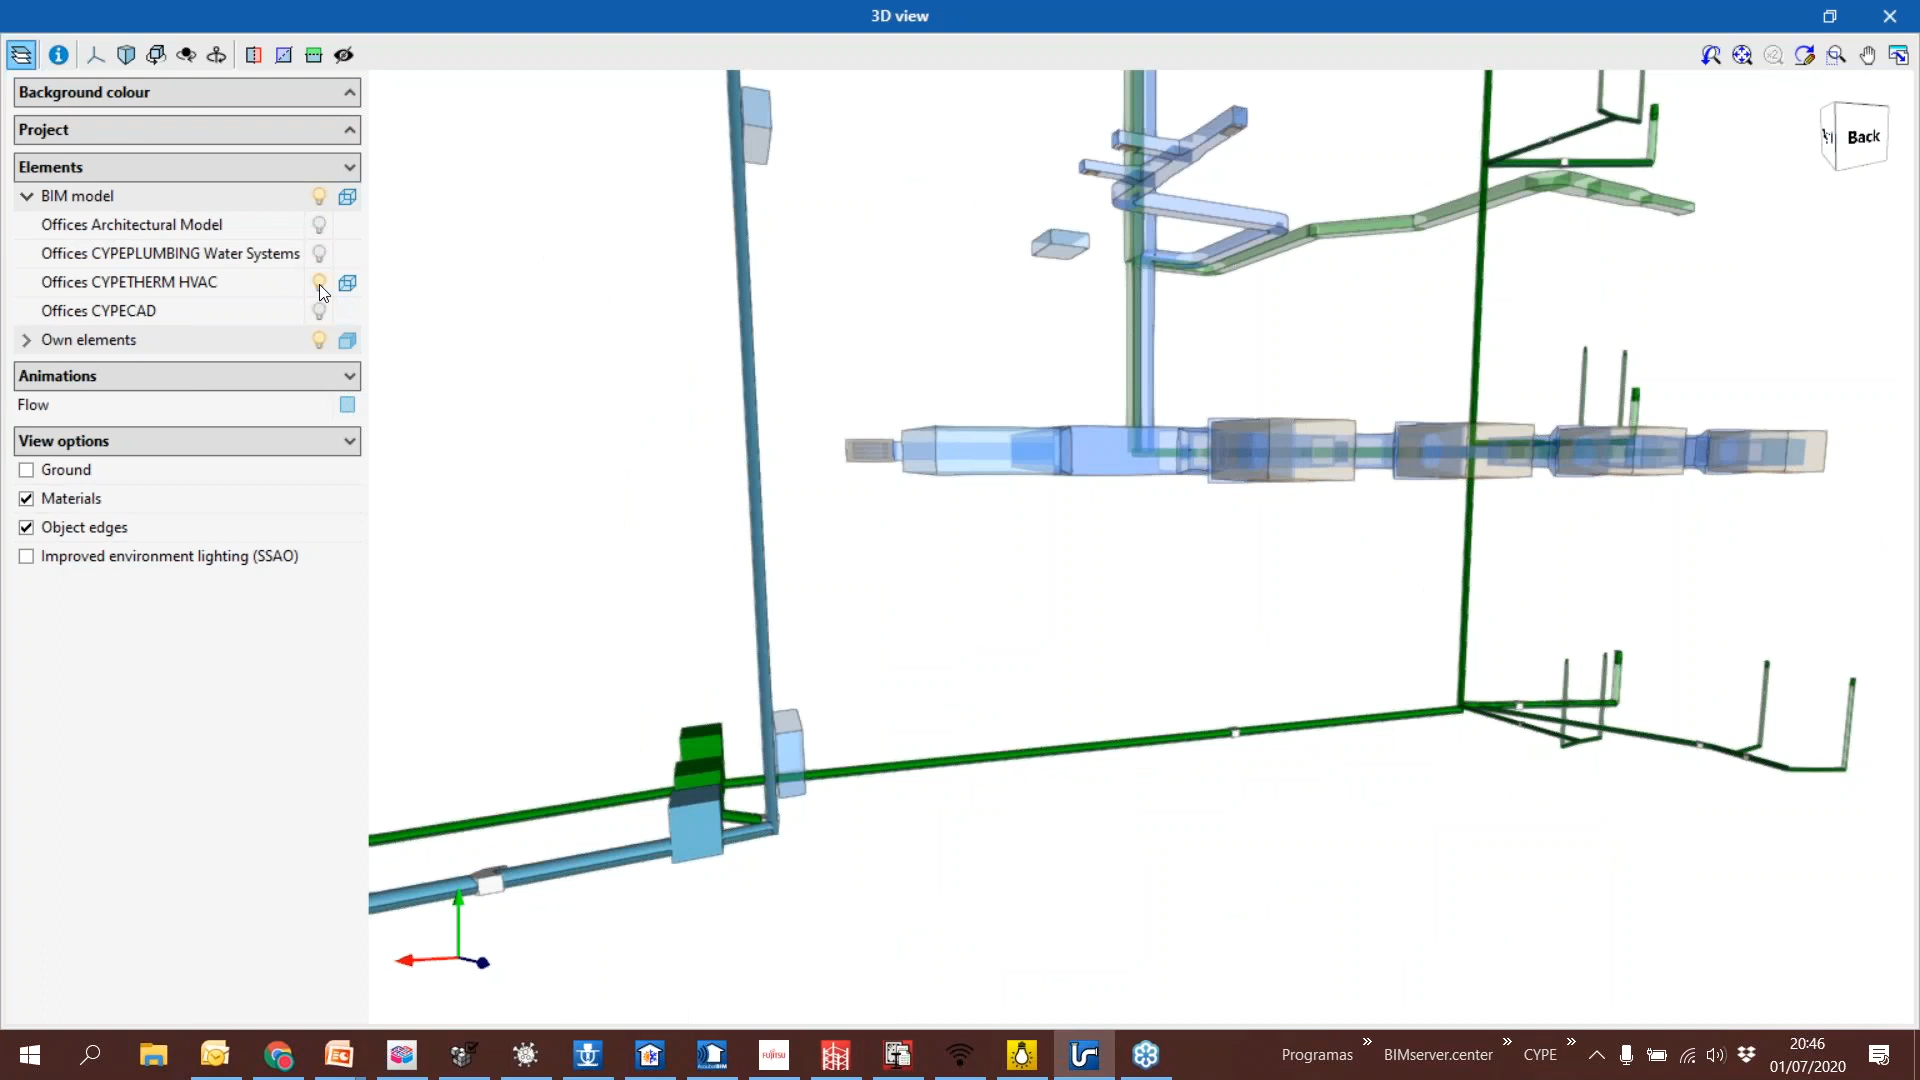 3D view
Background colour
Project
Elements
BIM model
Offices Architectural Model
Offices CYPEPLUMBING Water Systems
Offices CYPETHERM HVAC
Offices CYPECAD
Own elements
Animations
Flow
View options
Ground
Materials
Object edges
Improved environment lighting (SSAO)
Back
FUJITSU
Programas
BIMserver.center
CYPE
20:46
01/07/2020